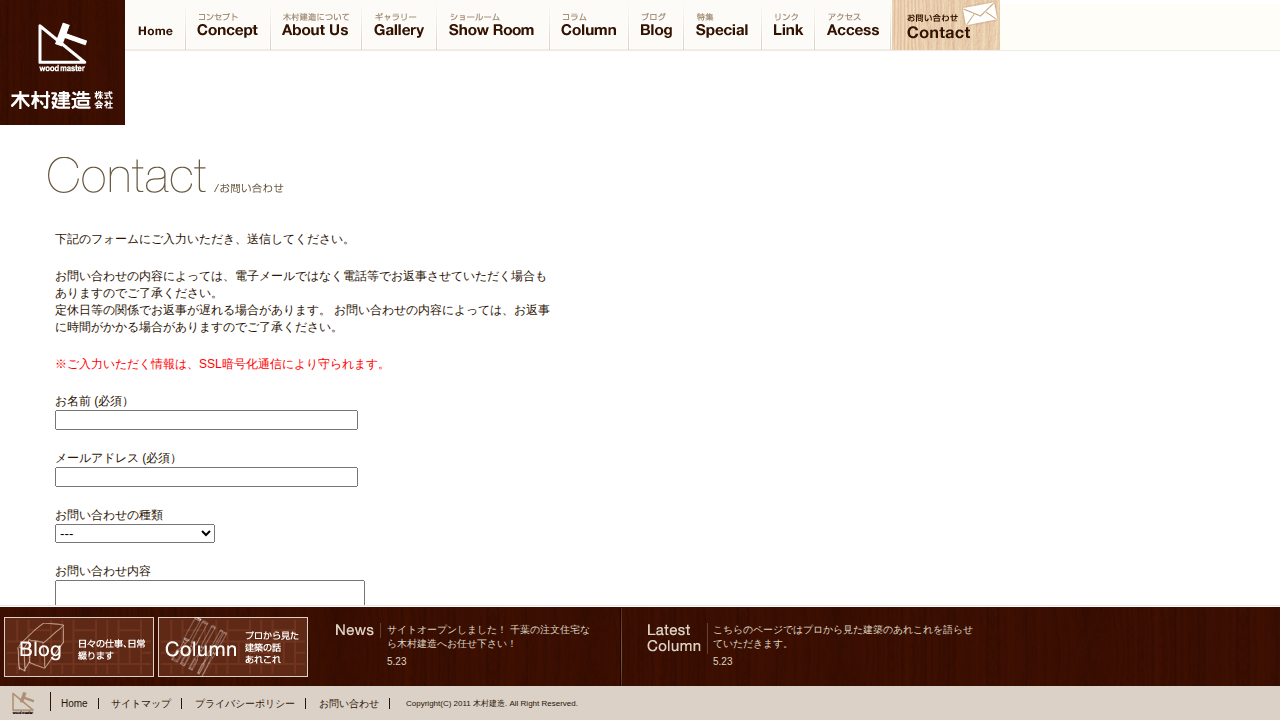 wood master
木村建造 株式会社
Home
コンセプト
Concept
木村建造について
About Us
ギャラリー
Gallery
ショールーム
Show Room
コラム
Column
ブログ
Blog
特集
Special
リンク
Link
アクセス
Access
お問い合わせ
Contact
Contact /お問い合わせ
下記のフォームにご入力いただき、送信してください。
お問い合わせの内容によっては、電子メールではなく電話等でお返事させていただく場合も
ありますのでご了承ください。
定休日等の関係でお返事が遅れる場合があります。 お問い合わせの内容によっては、お返事
に時間がかかる場合がありますのでご了承ください。
※ご入力いただく情報は、SSL暗号化通信により守られます。
お名前 (必須）
メールアドレス (必須）
お問い合わせの種類
---
お問い合わせ内容
Blog 日々の仕事、日常
綴ります
Column プロから見た
建築の話
あれこれ
News サイトオープンしました！ 千葉の注文住宅な
ら木村建造へお任せ下さい！
5.23
Latest
Column
こちらのページではプロから見た建築のあれこれを語らせ
ていただきます。
5.23
wood master
Home サイトマップ プライバシーポリシー お問い合わせ Copyright(C) 2011 木村建造. All Right Reserved.